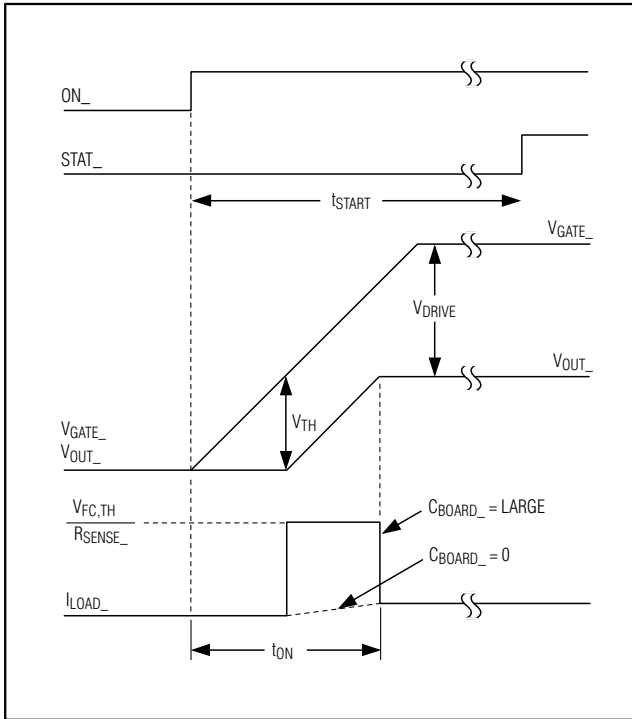 ON_
STAT_
tSTART
VGATE_
VDRIVE
VOUT_
VTH
VGATE_
VOUT_
VFC,TH
RSENSE_
CBOARD_ = LARGE
CBOARD_ = 0
ILOAD_
tON